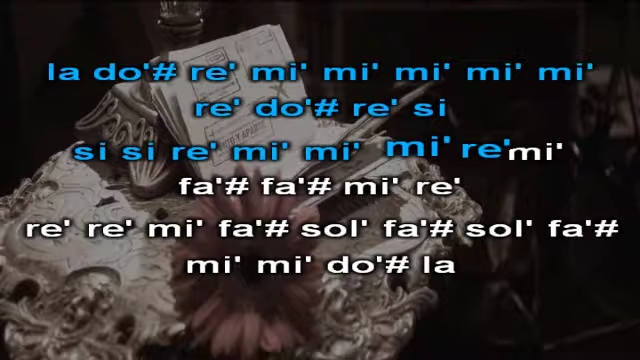 la do'# re' mi' mi' mi' mi' mi'
re' do'# re' si
si si re' mi' mi' mi' re' mi'
fa'# fa'# mi' re'
re' re' mi' fa'# sol' fa'# sol' fa'#
mi' mi' do'# la